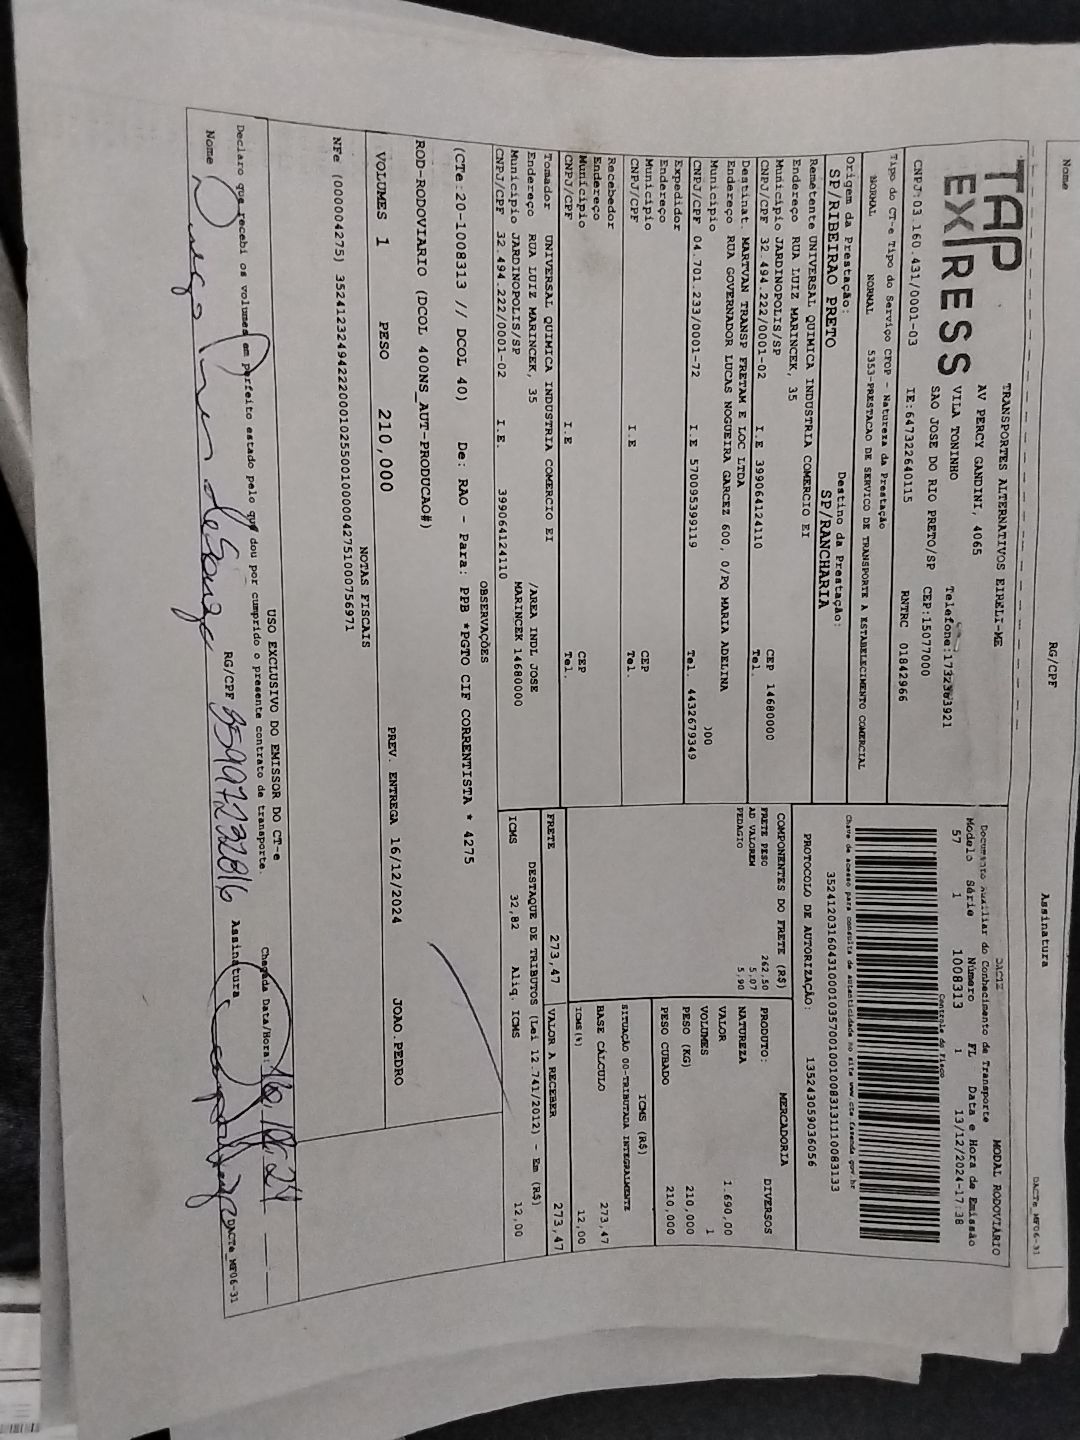 Nome RG/CPF Assinatura DACTe_MF06-31
TAP
EXPRESS
TRANSPORTES ALTERNATIVOS EIRELI-ME
AV PERCY GANDINI, 4065
VILA TONINHO Telefone:1732363921
SAO JOSE DO RIO PRETO/SP CEP:15077000
CNPJ:03.160.431/0001-03 IE:647322640115 RNTRC 01842966
DACTE MODAL RODOVIÁRIO
Documento Auxiliar do Conhecimento de Transporte
Modelo Série Número FL Data e Hora de Emissão
57 1 1008313 1 13/12/2024-17:38
Controle do Fisco
Chave de acesso para consulta de autenticidade no site www.cte.fazenda.gov.br
35241203160431000103570010010083131110083133
PROTOCOLO DE AUTORIZAÇÃO: 135243059036056
Tipo do CT-e Tipo do Serviço CFOP - Natureza da Prestação
NORMAL NORMAL 5353-PRESTACAO DE SERVICO DE TRANSPORTE A ESTABELECIMENTO COMERCIAL
Origem da Prestação: Destino da Prestação:
SP/RIBEIRAO PRETO SP/RANCHARIA
Remetente UNIVERSAL QUIMICA INDUSTRIA COMERCIO EI
Endereço RUA LUIZ MARINCEK, 35
Município JARDINOPOLIS/SP CEP 14680000
CNPJ/CPF 32.494.222/0001-02 I.E 399064124110 Tel.
Destinat. MARTVAN TRANSP FRETAM E LOC LTDA
Endereço RUA GOVERNADOR LUCAS NOGUEIRA GARCEZ 600, 0/PQ MARIA ADELINA
Município 000
CNPJ/CPF 04.701.233/0001-72 I.E 570095399119 Tel. 4432679349
Expedidor
Endereço
Município CEP
CNPJ/CPF I.E Tel.
Recebedor
Endereço
Município CEP
CNPJ/CPF I.E Tel.
Tomador UNIVERSAL QUIMICA INDUSTRIA COMERCIO EI
Endereço RUA LUIZ MARINCEK, 35 /AREA INDL JOSE
Município JARDINOPOLIS/SP MARINCEK 14680000
CNPJ/CPF 32.494.222/0001-02 I.E. 399064124110
COMPONENTES DO FRETE (R$)
FRETE PESO 262,50
AD VALOREM 5,07
PEDAGIO 5,90
MERCADORIA
PRODUTO: DIVERSOS
NATUREZA
VALOR 1.690,00
VOLUMES 1
PESO (KG) 210,000
PESO CUBADO 210,000
ICMS (R$)
SITUAÇÃO 00-TRIBUTADA INTEGRALMENTE
BASE CÁLCULO 273,47
ICMS(%) 12,00
FRETE 273,47 VALOR A RECEBER 273,47
DESTAQUE DE TRIBUTOS (Lei 12.741/2012) - Em (R$)
ICMS 32,82 Aliq. ICMS 12,00
OBSERVAÇÕES
(CTe:20-1008313 // DCOL 40) De: RAO - Para: PPB *PGTO CIF CORRENTISTA * 4275
ROD-RODOVIARIO (DCOL 400NS_AUT-PRODUCAO#)
VOLUMES 1 PESO 210,000 PREV. ENTREGA 16/12/2024 JOAO.PEDRO
NOTAS FISCAIS
NFe (000004275) 35241232494222000102550010000042751000756971
USO EXCLUSIVO DO EMISSOR DO CT-e
Declaro que recebi os volumes em perfeito estado pelo que dou por cumprido o presente contrato de transporte.
Chegada Data/Hora: 16 12 24
Nome RG/CPF Assinatura DACTe_MF06-31